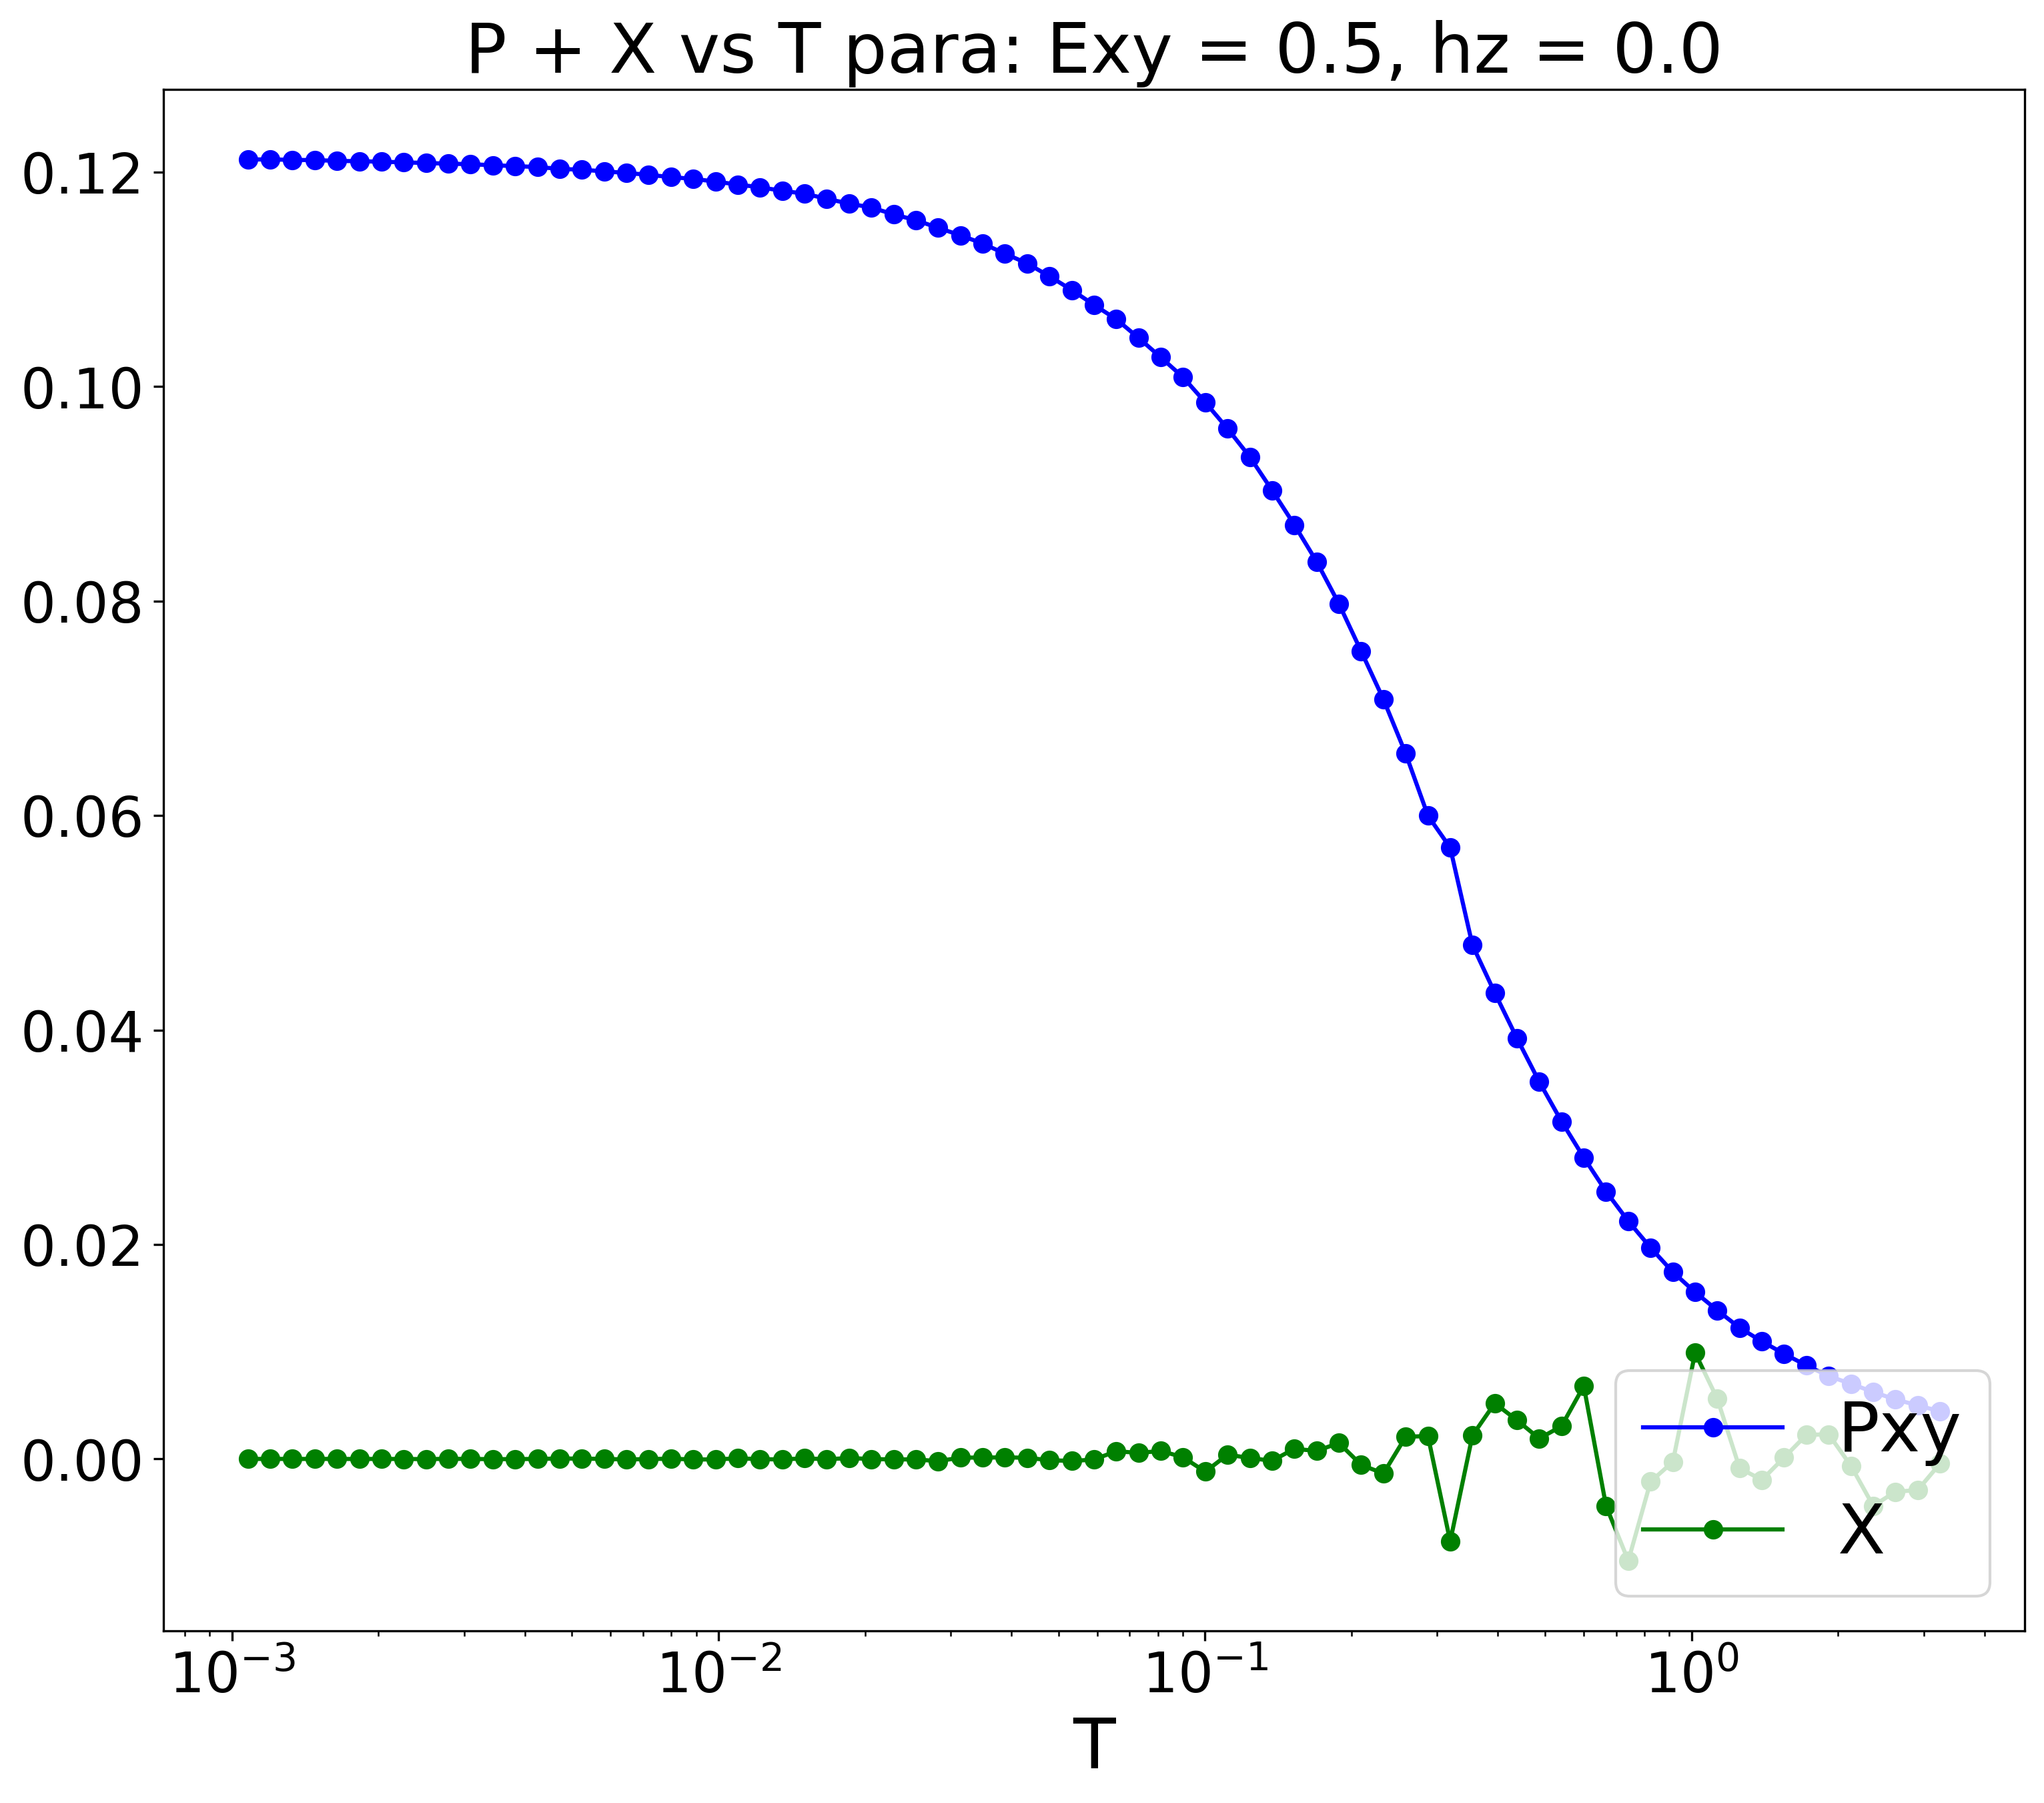 P + X vs T para: Exy = 0.5, hz = 0.0
0.12
0.10
0.08
0.06
0.04
0.02
0.00
Pxy
X
10⁻³ 10⁻² 10⁻¹ 10⁰
T